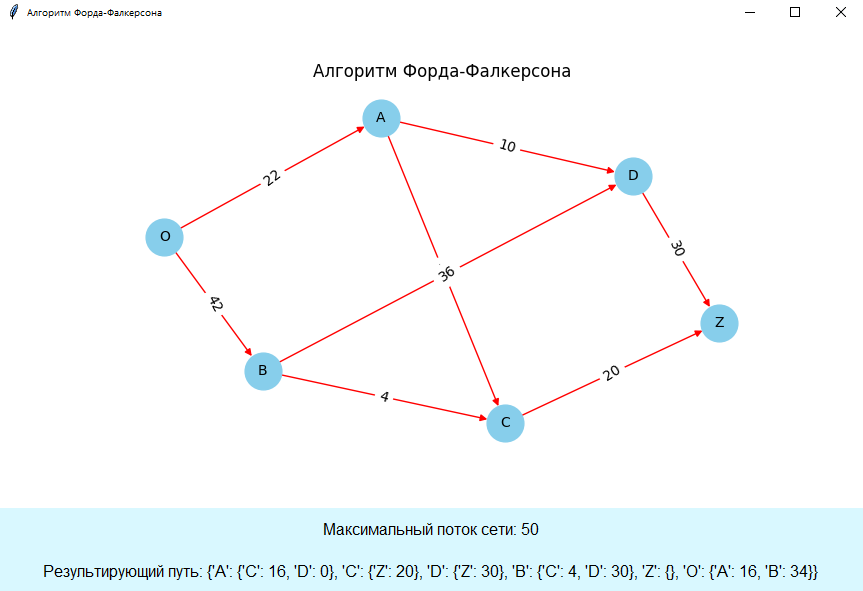 Алгоритм Форда-Фалкерсона
Алгоритм Форда-Фалкерсона
A
10
D
22
O
36
30
42
Z
B
20
4
C
Максимальный поток сети: 50
Результирующий путь: {'A': {'C': 16, 'D': 0}, 'C': {'Z': 20}, 'D': {'Z': 30}, 'B': {'C': 4, 'D': 30}, 'Z': {}, 'O': {'A': 16, 'B': 34}}